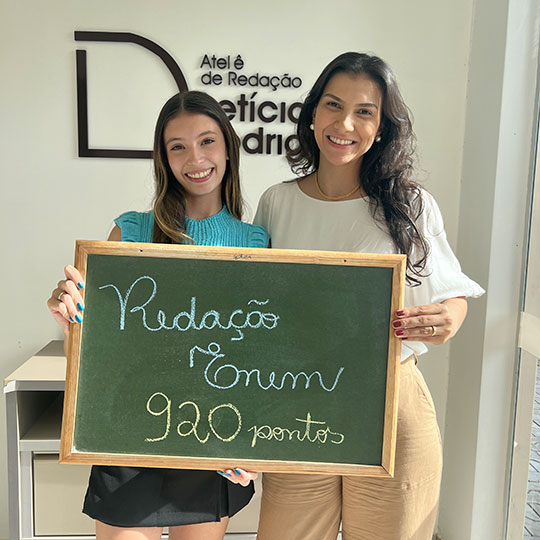 Ateliê
de Redação
Redação
Enem
920 pontos